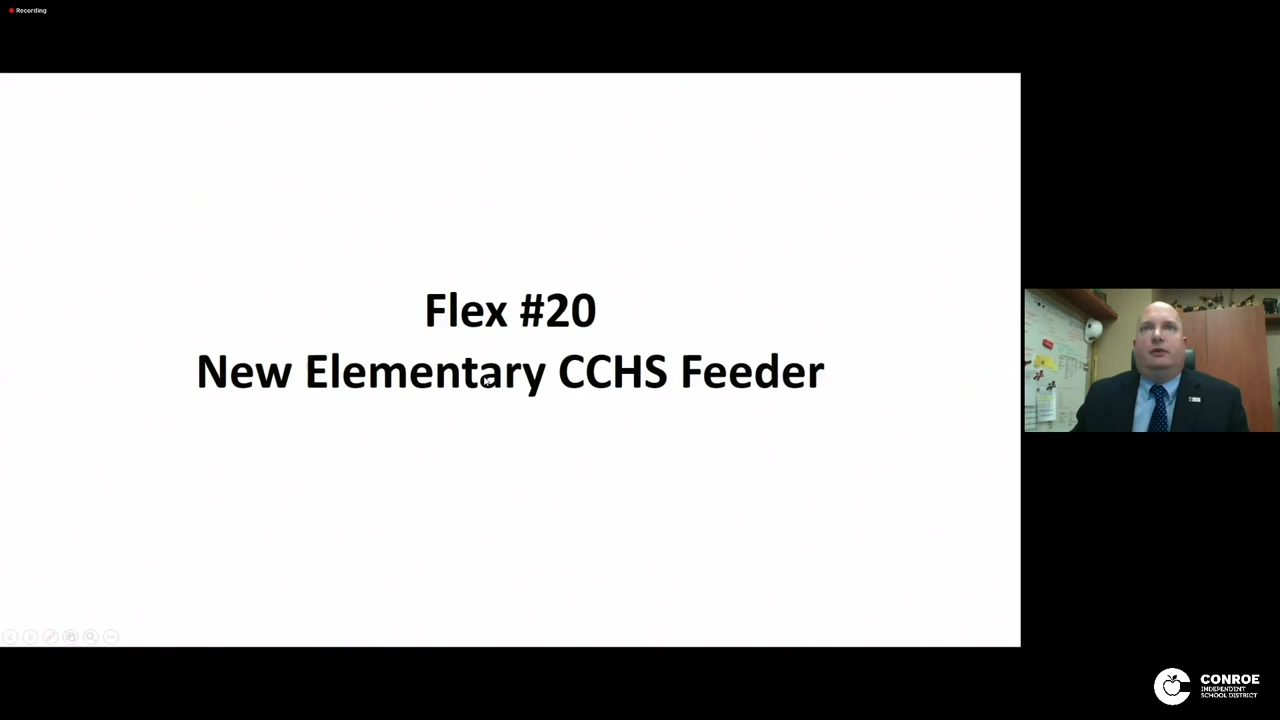 Recording
Flex #20
New Elementary CCHS Feeder
CONROE
INDEPENDENT
SCHOOL DISTRICT